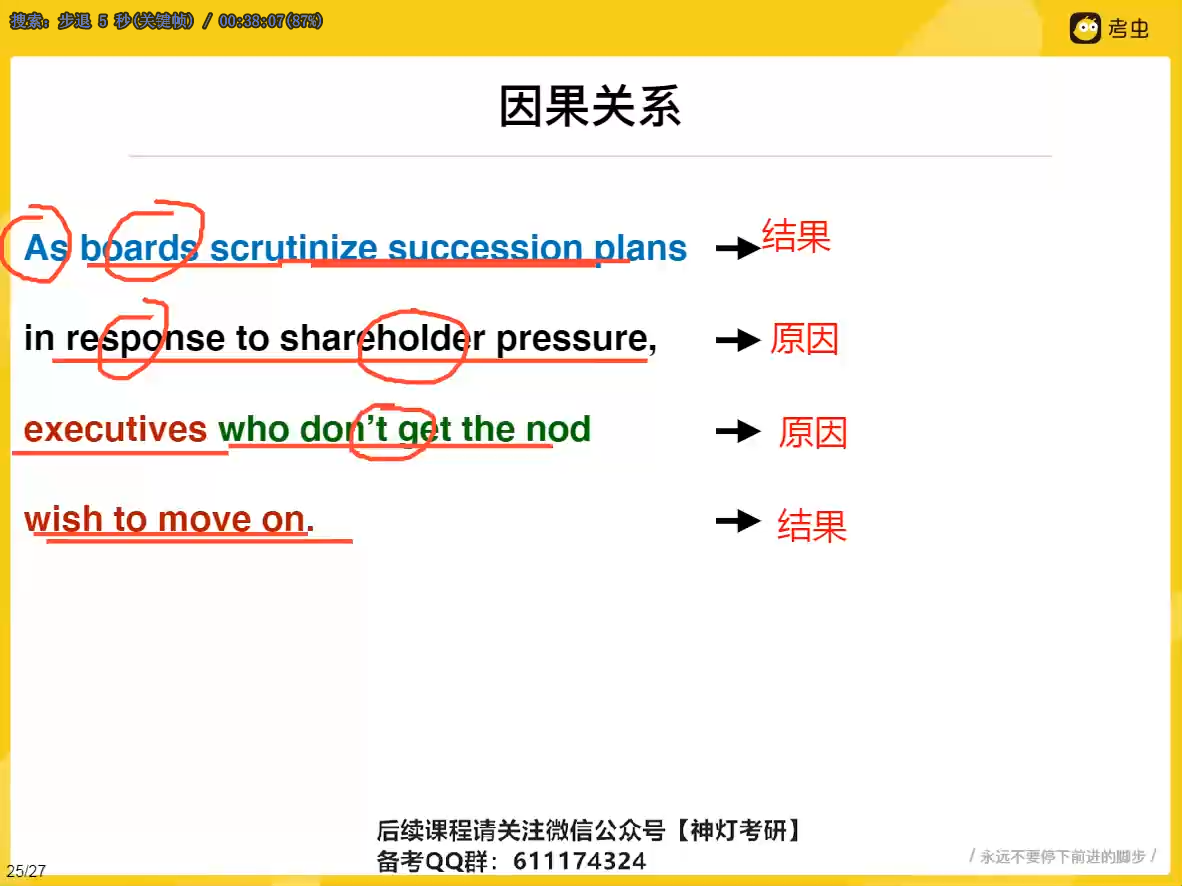 搜索: 步退 5 秒(关键帧) / 00:38:07(87%)
考虫
因果关系
As boards scrutinize succession plans
结果
in response to shareholder pressure,
原因
executives who don't get the nod
原因
wish to move on.
结果
后续课程请关注微信公众号【神灯考研】
备考QQ群：611174324
/ 永远不要停下前进的脚步 /
25/27